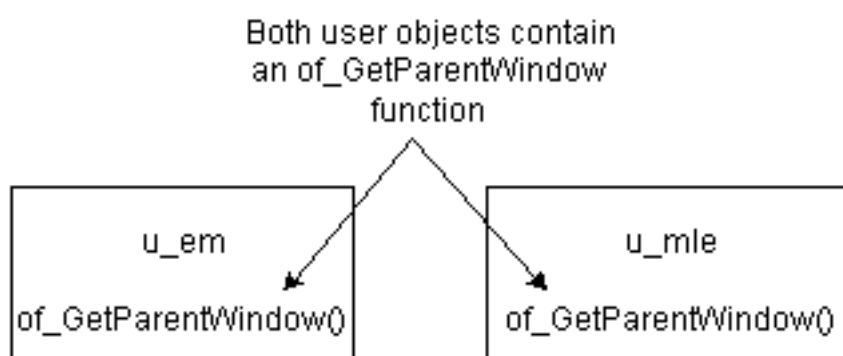 Both user objects contain
an of_GetParentWindow
function
u_em
u_mle
of_GetParentWindow()
of_GetParentWindow()